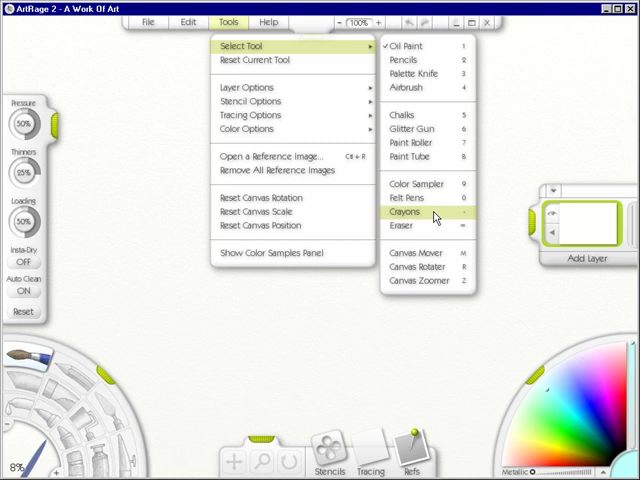 ArtRage 2 - A Work Of Art
File Edit Tools Help - 100% +
Select Tool
Reset Current Tool
Layer Options
Stencil Options
Tracing Options
Color Options
Open a Reference Image... Ctl + R
Remove All Reference Images
Reset Canvas Rotation
Reset Canvas Scale
Reset Canvas Position
Show Color Samples Panel
Oil Paint 1
Pencils 2
Palette Knife 3
Airbrush 4
Chalks 5
Glitter Gun 6
Paint Roller 7
Paint Tube 8
Color Sampler 9
Felt Pens 0
Crayons -
Eraser =
Canvas Mover M
Canvas Rotater R
Canvas Zoomer Z
Pressure
50%
Thinners
25%
Loading
50%
Insta-Dry
OFF
Auto Clean
ON
Reset
Add Layer
8%
Stencils Tracing Refs
Metallic